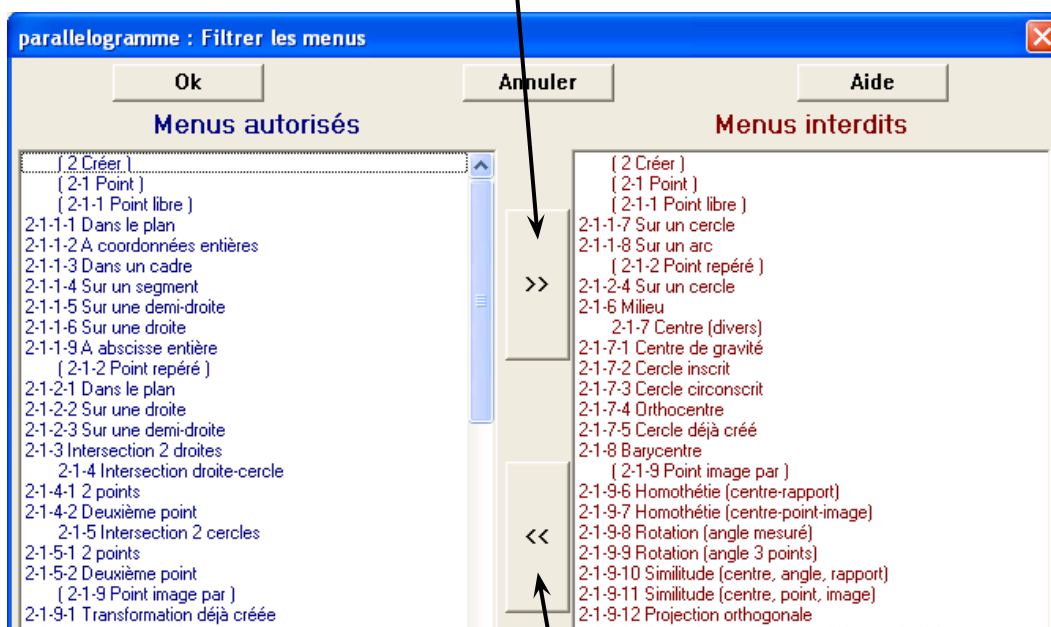 parallelogramme : Filtrer les menus
Ok
Annuler
Aide
Menus autorisés
( 2 Créer )
( 2-1 Point )
( 2-1-1 Point libre )
2-1-1-1 Dans le plan
2-1-1-2 A coordonnées entières
2-1-1-3 Dans un cadre
2-1-1-4 Sur un segment
2-1-1-5 Sur une demi-droite
2-1-1-6 Sur une droite
2-1-1-9 A abscisse entière
( 2-1-2 Point repéré )
2-1-2-1 Dans le plan
2-1-2-2 Sur une droite
2-1-2-3 Sur une demi-droite
2-1-3 Intersection 2 droites
2-1-4 Intersection droite-cercle
2-1-4-1 2 points
2-1-4-2 Deuxième point
2-1-5 Intersection 2 cercles
2-1-5-1 2 points
2-1-5-2 Deuxième point
( 2-1-9 Point image par )
2-1-9-1 Transformation déjà créée
>>
<<
Menus interdits
( 2 Créer )
( 2-1 Point )
( 2-1-1 Point libre )
2-1-1-7 Sur un cercle
2-1-1-8 Sur un arc
( 2-1-2 Point repéré )
2-1-2-4 Sur un cercle
2-1-6 Milieu
2-1-7 Centre (divers)
2-1-7-1 Centre de gravité
2-1-7-2 Cercle inscrit
2-1-7-3 Cercle circonscrit
2-1-7-4 Orthocentre
2-1-7-5 Cercle déjà créé
2-1-8 Barycentre
( 2-1-9 Point image par )
2-1-9-6 Homothétie (centre-rapport)
2-1-9-7 Homothétie (centre-point-image)
2-1-9-8 Rotation (angle mesuré)
2-1-9-9 Rotation (angle 3 points)
2-1-9-10 Similitude (centre, angle, rapport)
2-1-9-11 Similitude (centre, point, image)
2-1-9-12 Projection orthogonale